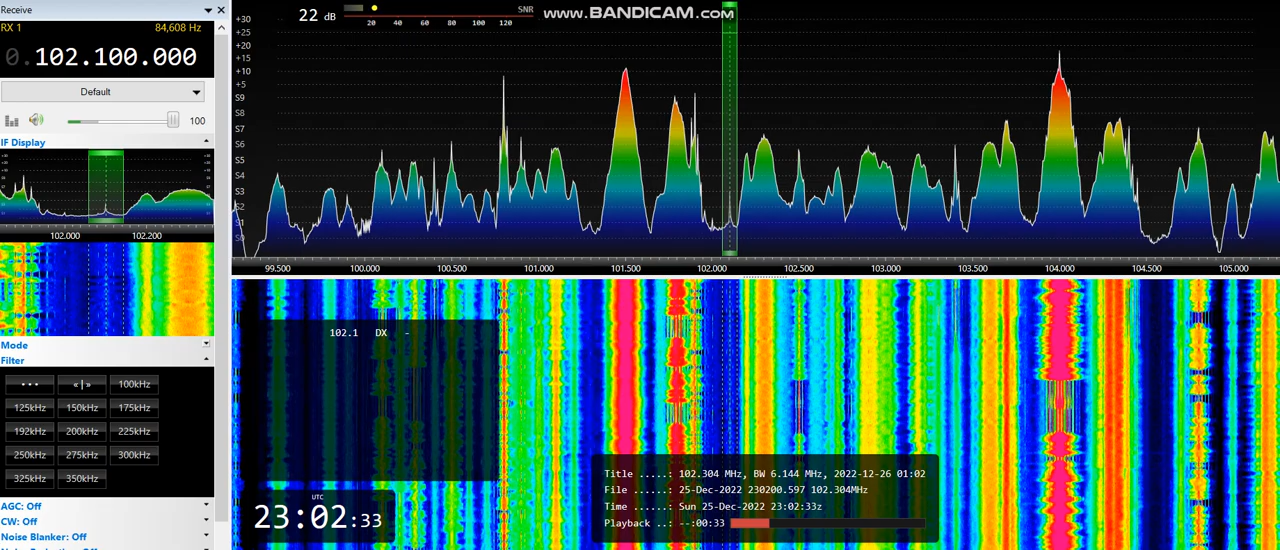 Receive
RX 1 84,608 Hz
0.102.100.000
Default
100
IF Display
102.000 102.200
Mode
Filter
••• «|» 100kHz
125kHz 150kHz 175kHz
192kHz 200kHz 225kHz
250kHz 275kHz 300kHz
325kHz 350kHz
AGC: Off
CW: Off
Noise Blanker: Off
22 dB
SNR
20 40 60 80 100 120
www.BANDICAM.com
+30
+25
+20
+15
+10
+5
S9
S8
S7
S6
S5
S4
S3
S2
S1
S0
99.500 100.000 100.500 101.000 101.500 102.000 102.500 103.000 103.500 104.000 104.500 105.000
102.1 DX -
UTC
23:02:33
Title .....: 102.304 MHz, BW 6.144 MHz, 2022-12-26 01:02
File ......: 25-Dec-2022 230200.597 102.304MHz
Time ......: Sun 25-Dec-2022 23:02:33z
Playback ..: --:00:33